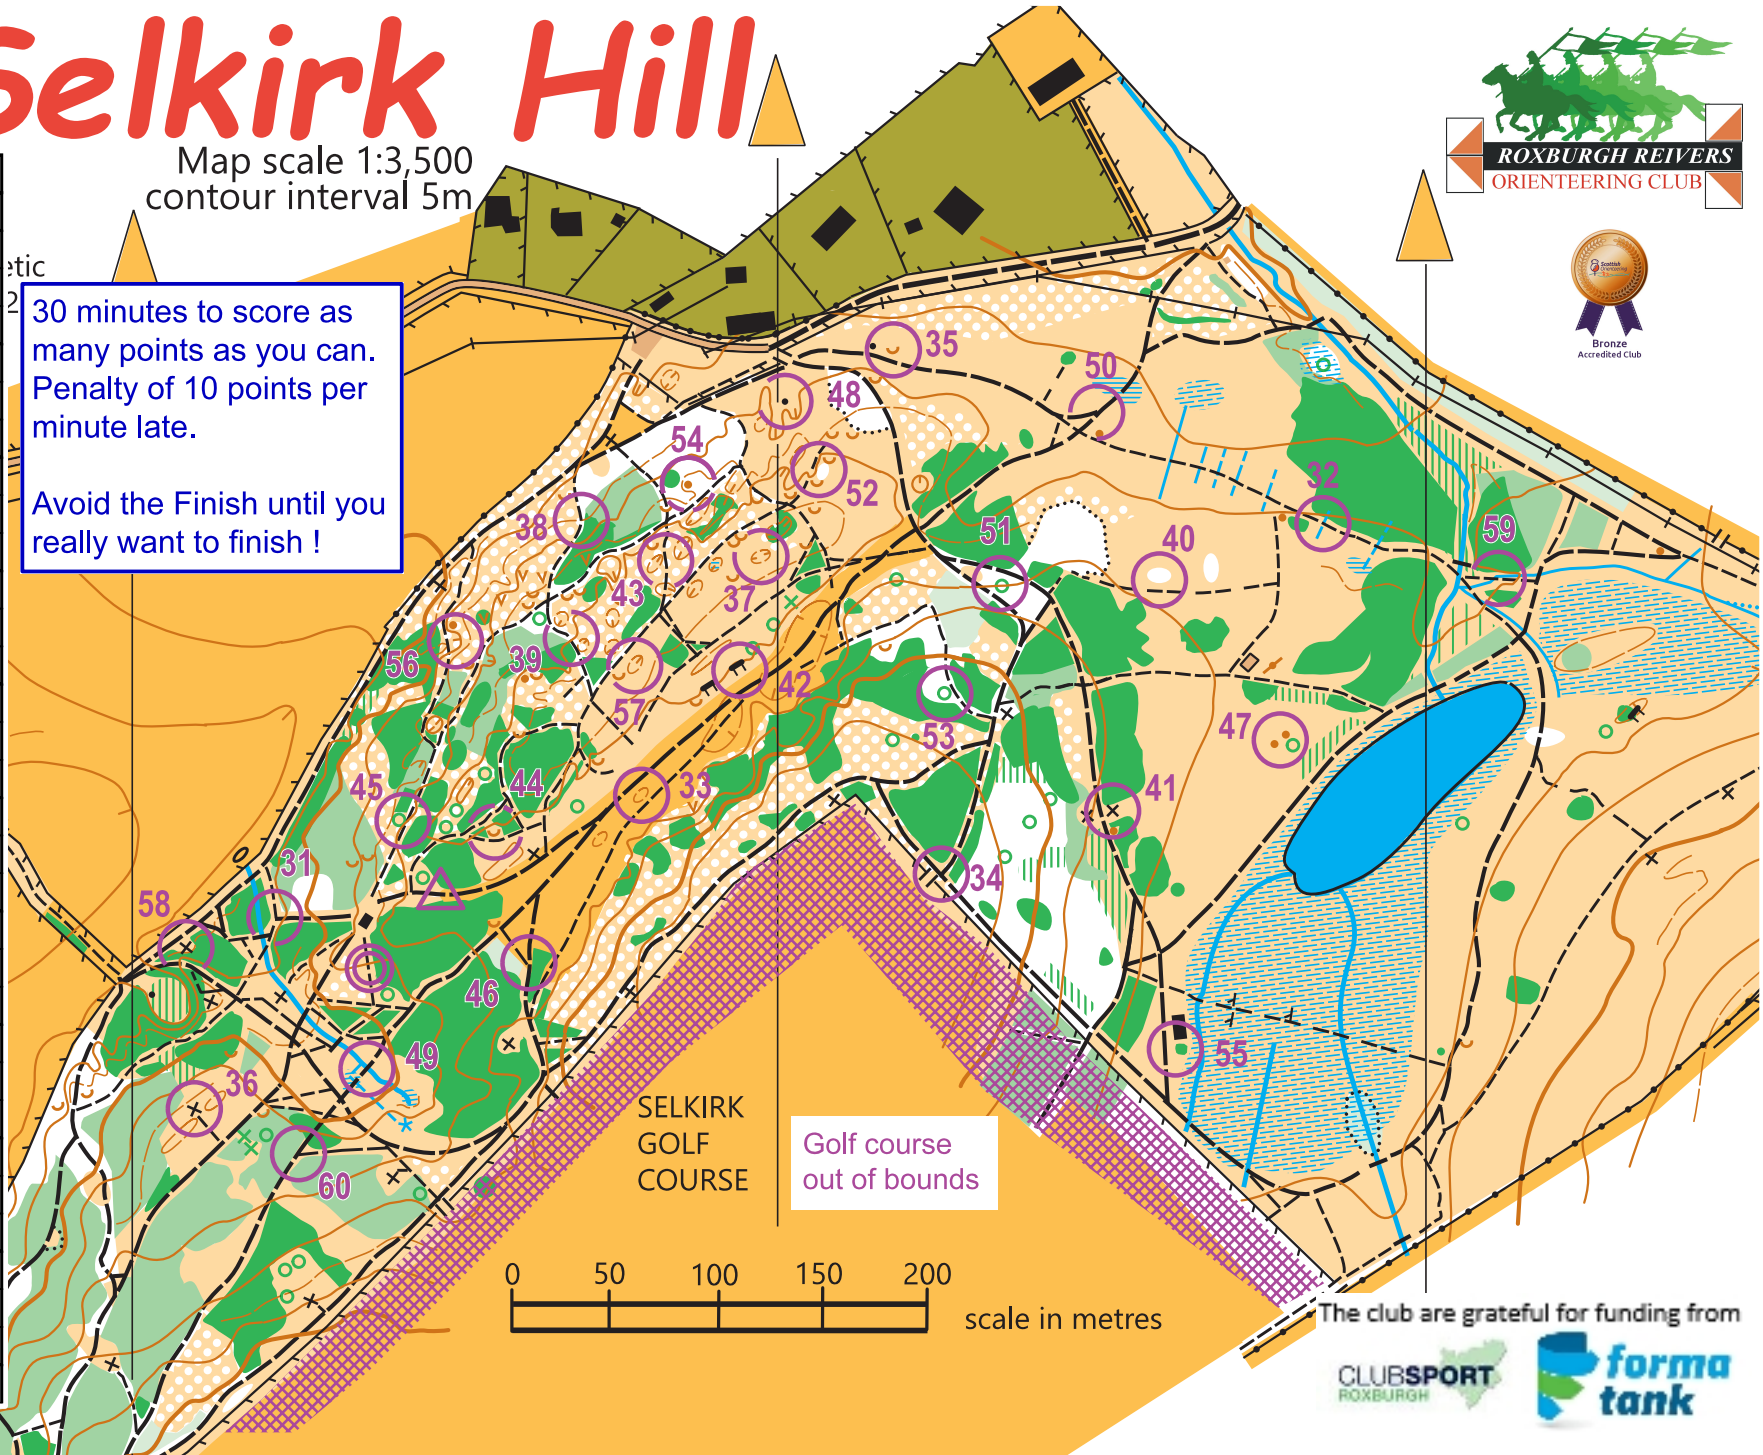 Selkirk Hill
Map scale 1:3,500
contour interval 5m
etic
2
30 minutes to score as
many points as you can.
Penalty of 10 points per
minute late.
Avoid the Finish until you
really want to finish !
ROXBURGH REIVERS
ORIENTEERING CLUB
Scottish
Orienteering
Bronze
Accredited Club
35
48
50
54
52
32
38
51
59
40
43
37
56
39
42
57
53
47
45
44
33
41
31
34
58
46
49
55
36
60
SELKIRK
GOLF
COURSE
Golf course
out of bounds
0 50 100 150 200
scale in metres
The club are grateful for funding from
CLUBSPORT
ROXBURGH
forma
tank